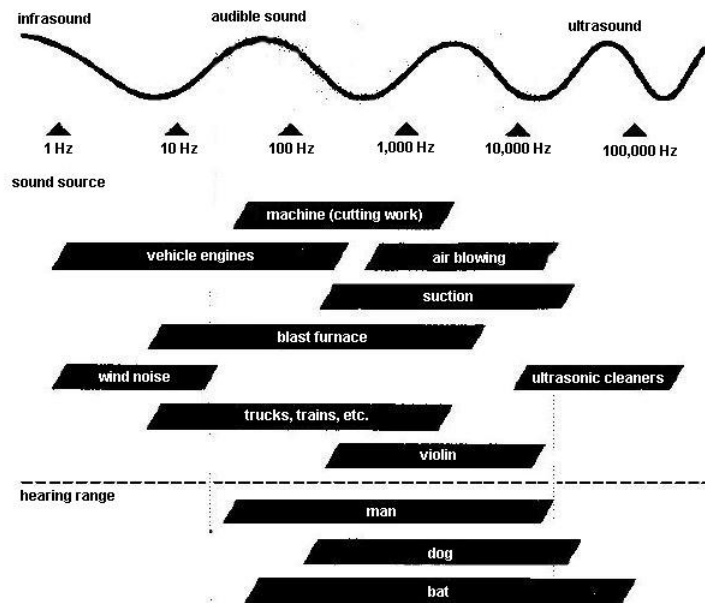 infrasound audible sound ultrasound
1 Hz 10 Hz 100 Hz 1,000 Hz 10,000 Hz 100,000 Hz
sound source
machine (cutting work)
vehicle engines air blowing
suction
blast furnace
wind noise ultrasonic cleaners
trucks, trains, etc.
violin
hearing range
man
dog
bat